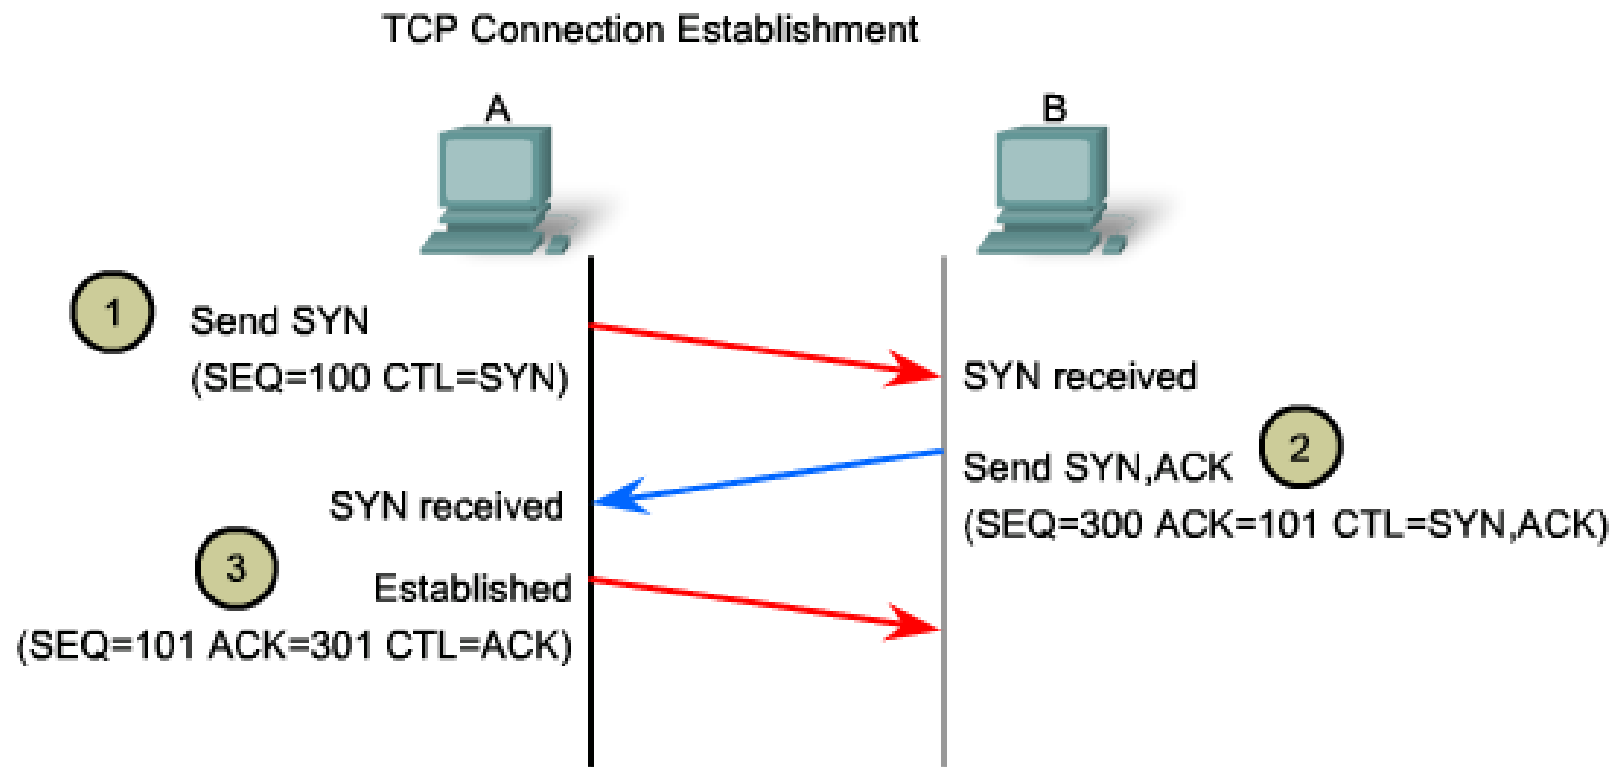 TCP Connection Establishment
A
B
1
Send SYN
(SEQ=100 CTL=SYN)
SYN received
2
Send SYN,ACK
(SEQ=300 ACK=101 CTL=SYN,ACK)
SYN received
3
Established
(SEQ=101 ACK=301 CTL=ACK)